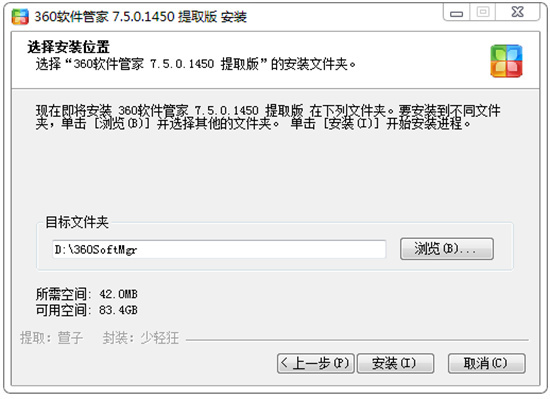 360软件管家 7.5.0.1450 提取版 安装
选择安装位置
选择“360软件管家 7.5.0.1450 提取版”的安装文件夹。
现在即将安装 360软件管家 7.5.0.1450 提取版 在下列文件夹。要安装到不同文件
夹，单击 [浏览(B)] 并选择其他的文件夹。 单击 [安装(I)] 开始安装进程。
目标文件夹
D:\360SoftMgr
浏览(B)...
所需空间: 42.0MB
可用空间: 83.4GB
提取：萱子　封装：少轻狂
< 上一步(P)
安装(I)
取消(C)